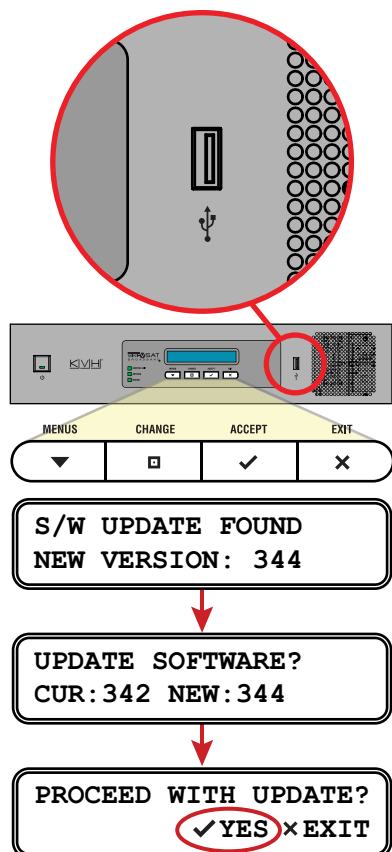 KVH
MENUS CHANGE ACCEPT EXIT
S/W UPDATE FOUND
NEW VERSION: 344
UPDATE SOFTWARE?
CUR:342 NEW:344
PROCEED WITH UPDATE?
✓YES ×EXIT